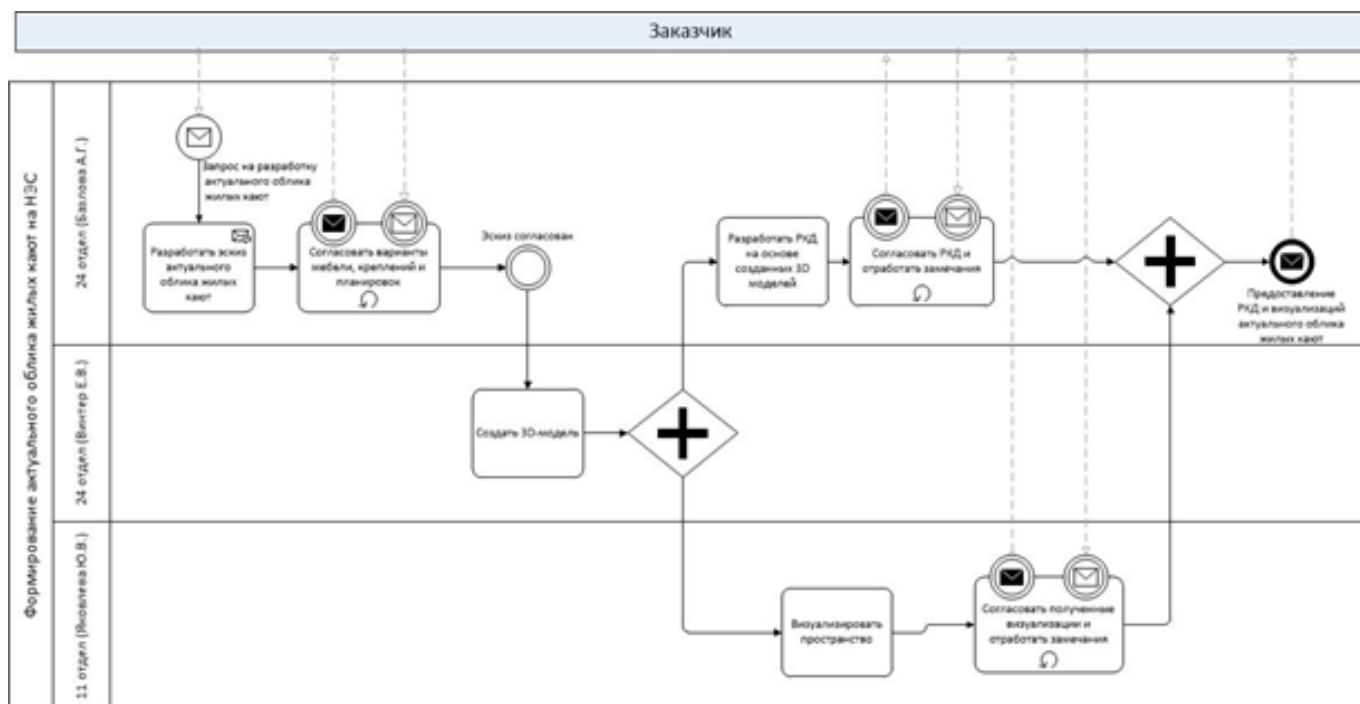 Заказчик
Формирование актуального облика жилых кают на НЭС
24 отдел (Базлова А.Г.)
Запрос на разработку
актуального облика
жилых кают
Разработать эскиз
актуального
облика жилых
кают
Согласовать варианты
мебели, креплений и
планировок
Эскиз согласован
Разработать РКД
на основе
созданных 3D
моделей
Согласовать РКД и
отработать замечания
Предоставление
РКД и визуализаций
актуального облика
жилых кают
24 отдел (Винтер Е.В.)
Создать 3D-модель
11 отдел (Яковлева Ю.В.)
Визуализировать
пространство
Согласовать полученные
визуализации и
отработать замечания